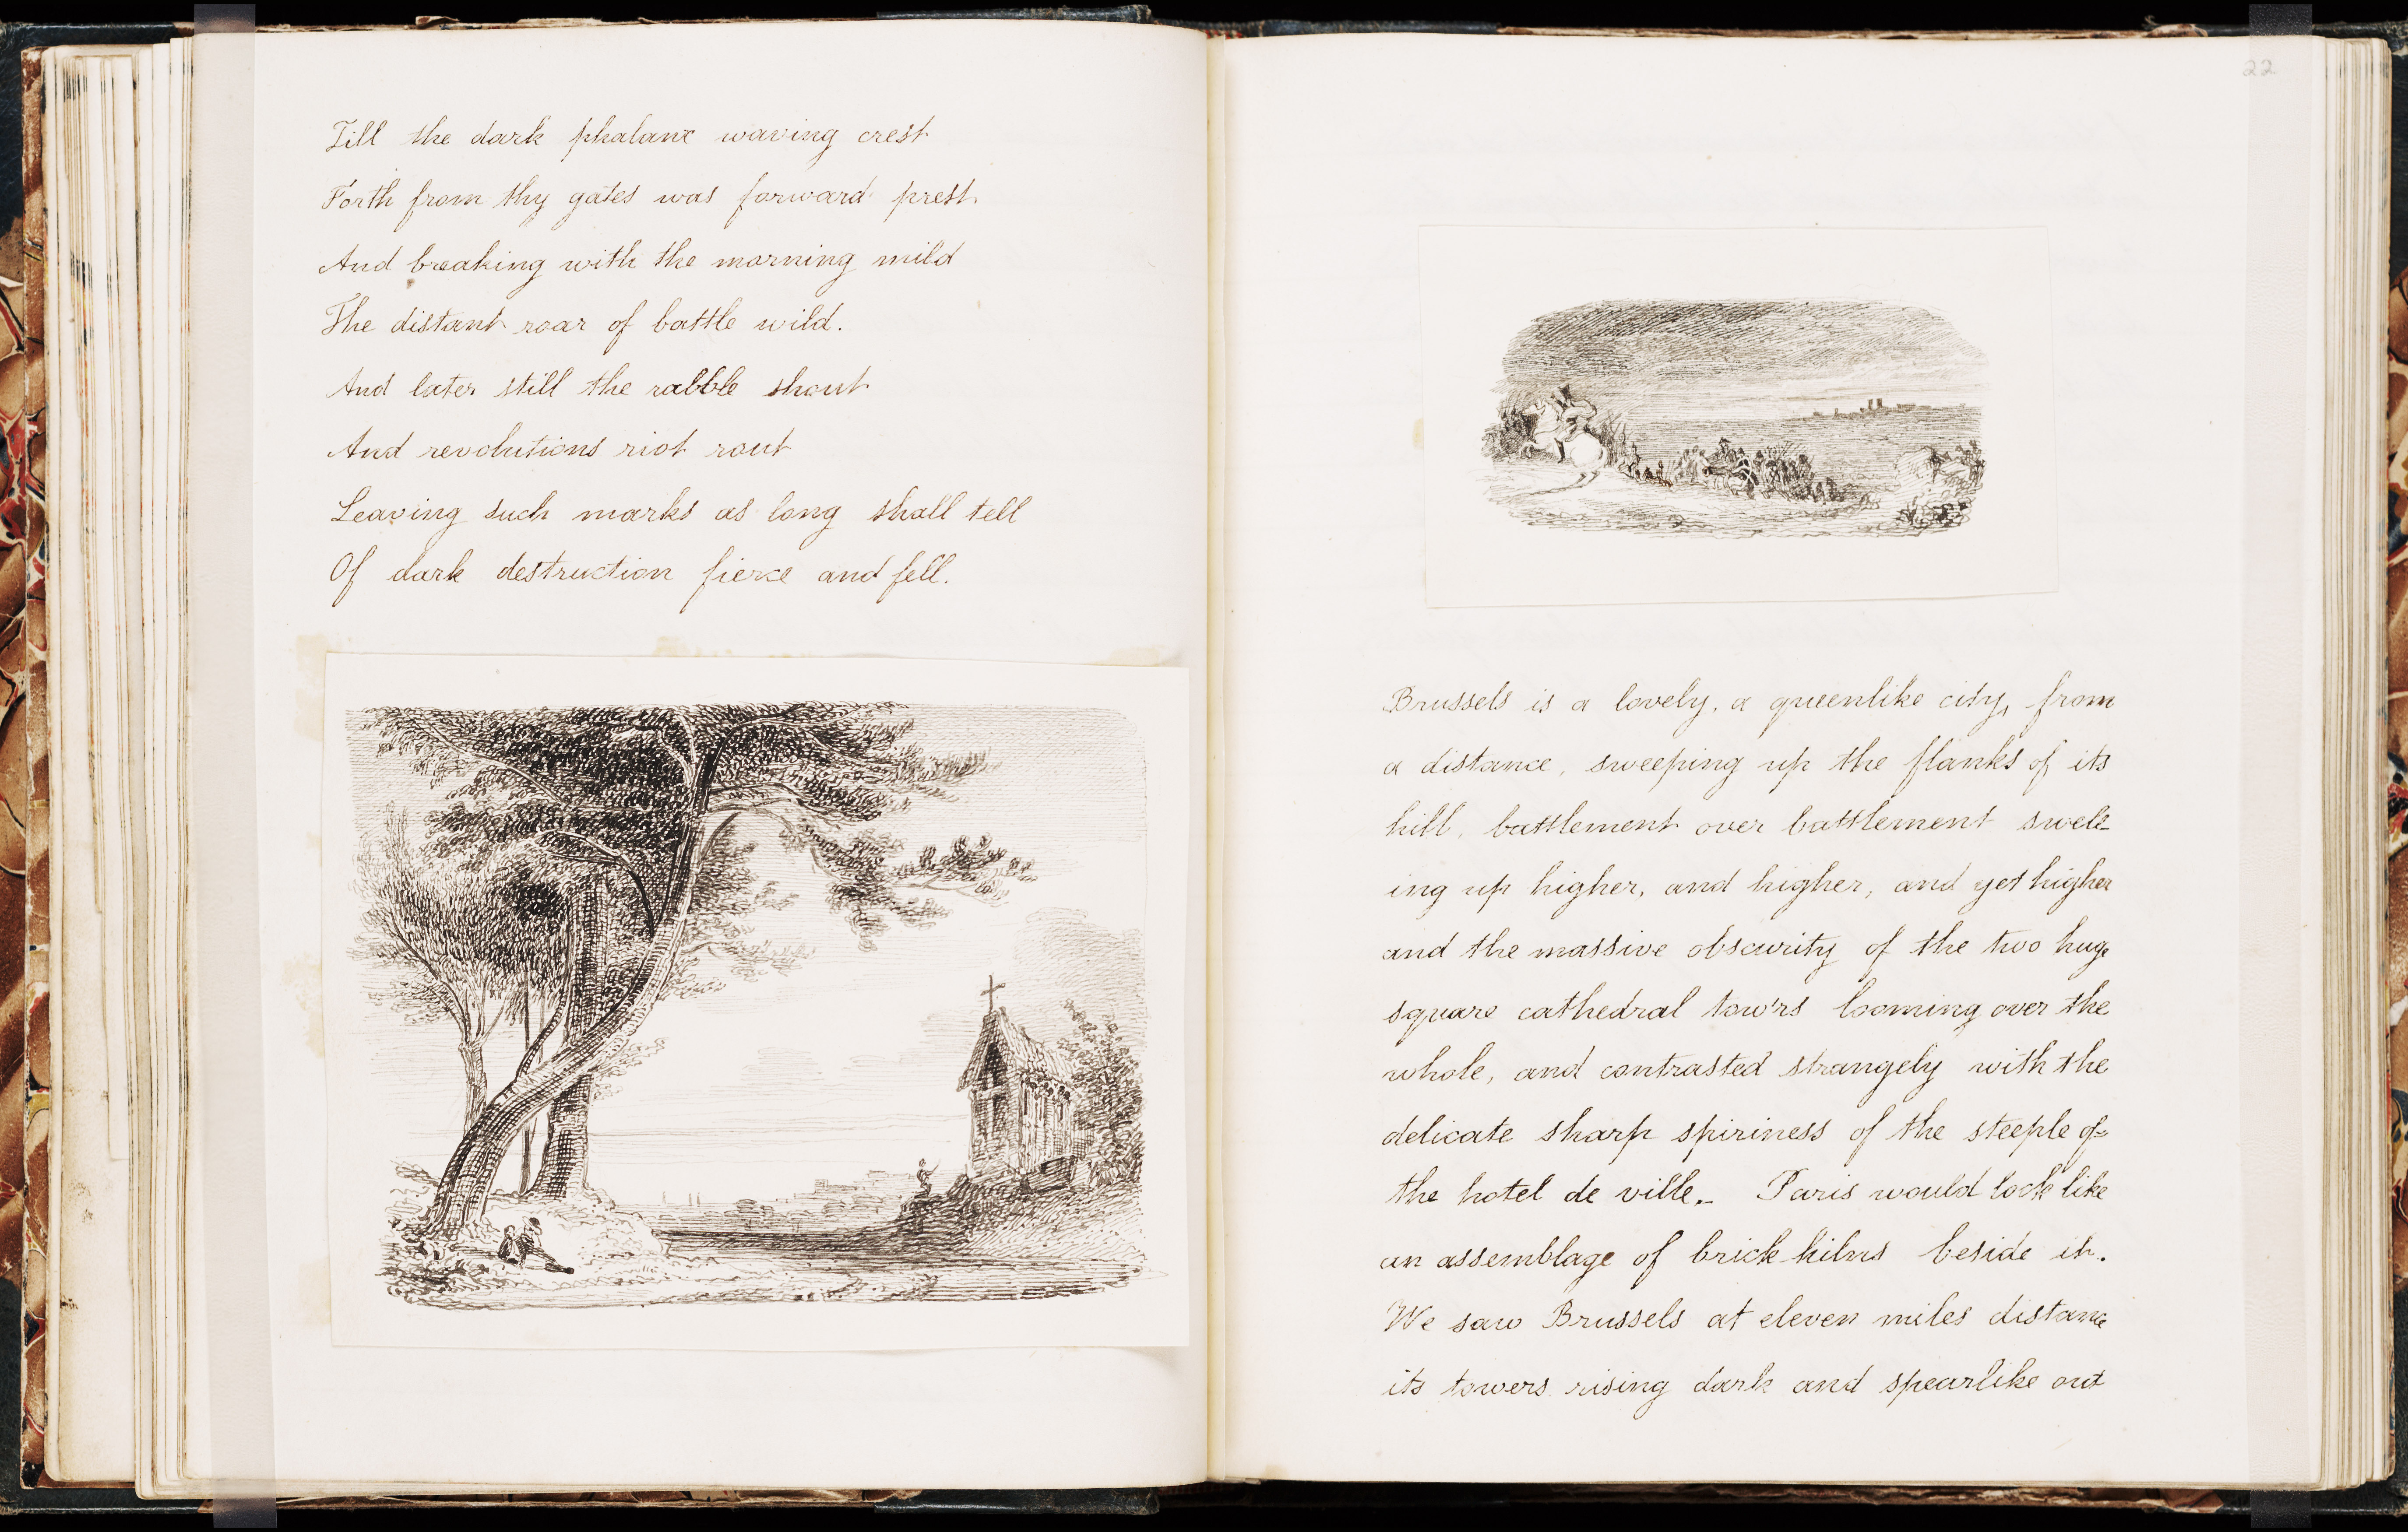 Till the dark phalanx waving crest
Forth from thy gates was forward prest.
And breaking with the morning mild
The distant roar of battle wild.
And later still the rabble shout
And revolutions riot rout
Leaving such marks as long shall tell
Of dark destruction fierce and fell.
22
Brussels is a lovely, a queenlike city, from
a distance, sweeping up the flanks of its
hill, battlement over battlement swell-
ing up higher, and higher, and yet higher
and the massive obscurity of the two huge
square cathedral tow'rs looming over the
whole, and contrasted strangely with the
delicate sharp spiriness of the steeple of
the hotel de ville. Paris would look like
an assemblage of brick-kilns beside it.
We saw Brussels at eleven miles distance
its towers rising dark and spearlike out